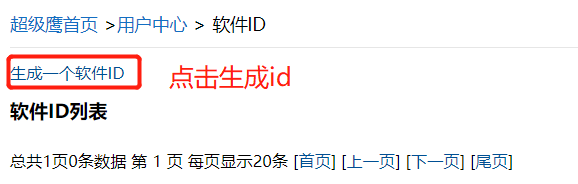 超级鹰首页 >用户中心 > 软件ID
生成一个软件ID
点击生成id
软件ID列表
总共1页0条数据 第 1 页 每页显示20条 [首页] [上一页] [下一页] [尾页]